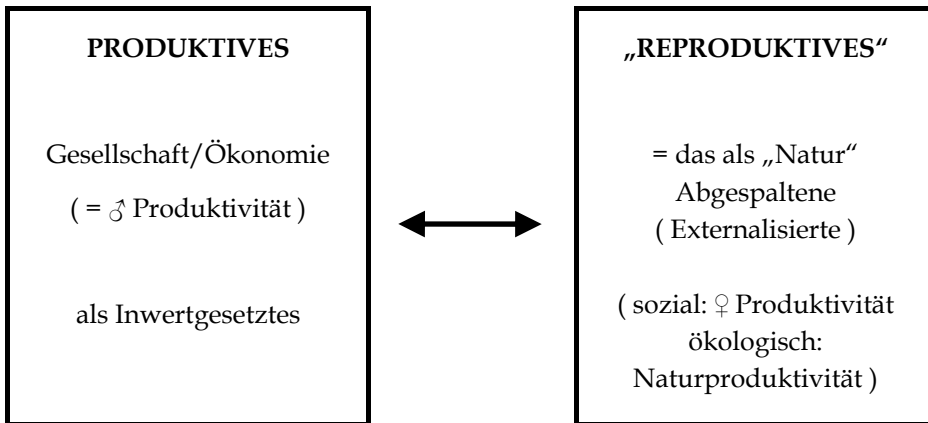 PRODUKTIVES
Gesellschaft/Ökonomie
( = ♂ Produktivität )
als Inwertgesetztes
„REPRODUKTIVES“
= das als „Natur“
Abgespaltene
( Externalisierte )
( sozial: ♀ Produktivität
ökologisch:
Naturproduktivität )